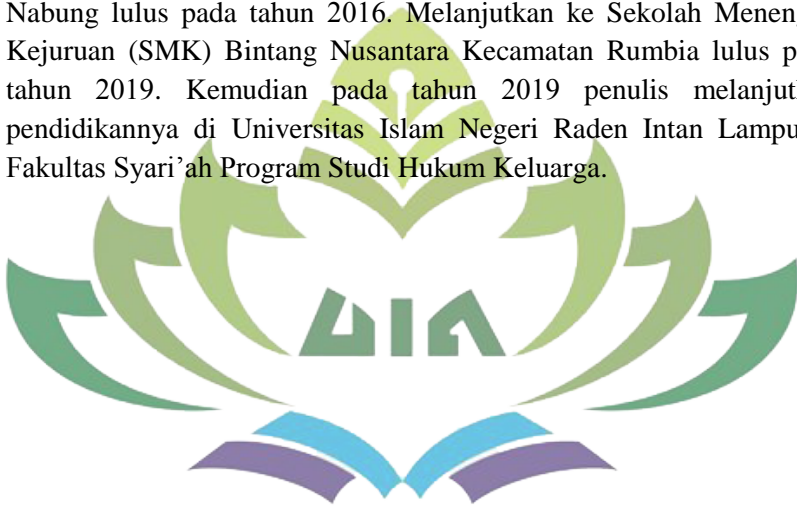 Nabung lulus pada tahun 2016. Melanjutkan ke Sekolah Meneng
Kejuruan (SMK) Bintang Nusantara Kecamatan Rumbia lulus p
tahun 2019. Kemudian pada tahun 2019 penulis melanjut
pendidikannya di Universitas Islam Negeri Raden Intan Lampu
Fakultas Syari’ah Program Studi Hukum Keluarga.
UIN